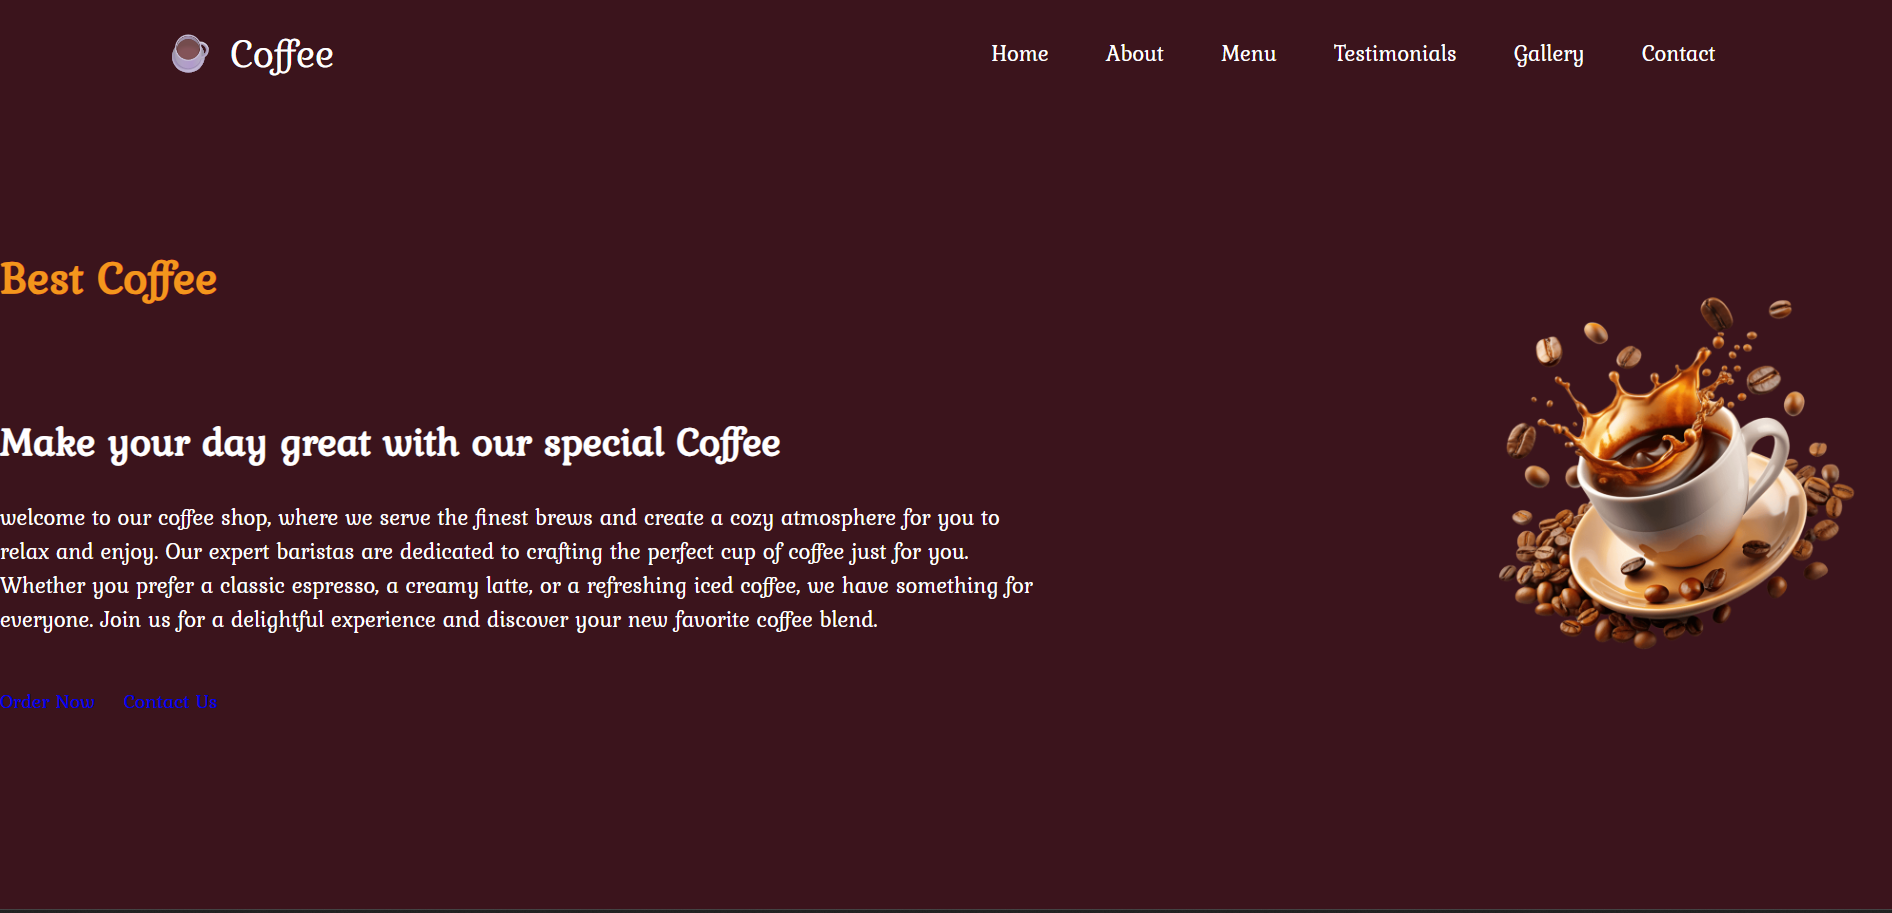 Coffee
Home About Menu Testimonials Gallery Contact
Best Coffee
Make your day great with our special Coffee
welcome to our coffee shop, where we serve the finest brews and create a cozy atmosphere for you to
relax and enjoy. Our expert baristas are dedicated to crafting the perfect cup of coffee just for you.
Whether you prefer a classic espresso, a creamy latte, or a refreshing iced coffee, we have something for
everyone. Join us for a delightful experience and discover your new favorite coffee blend.
Order Now Contact Us